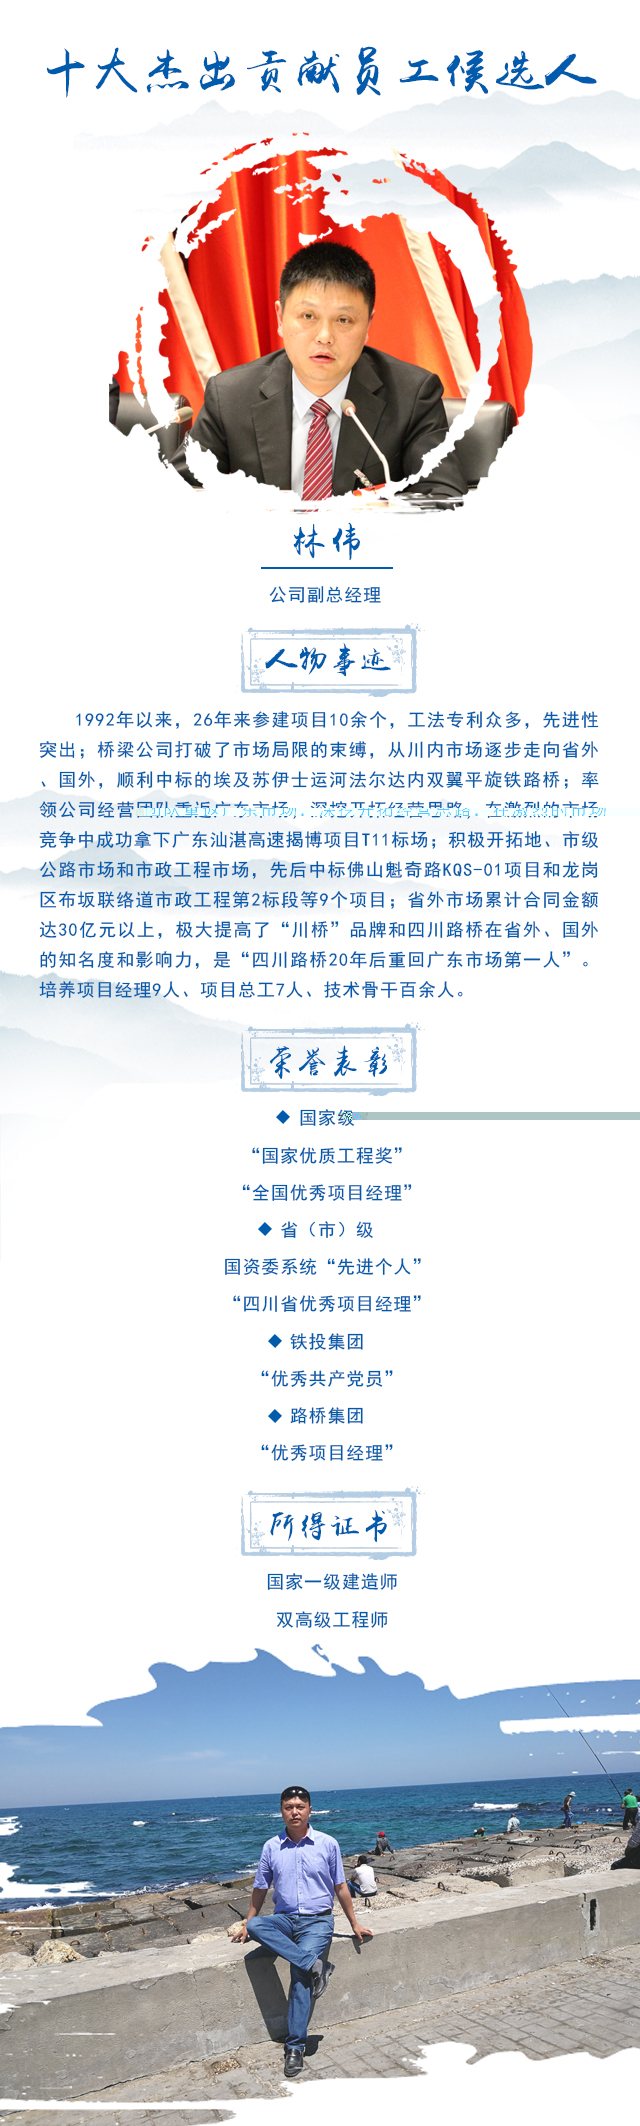 十大杰出贡献员工候选人
林伟
公司副总经理
人物事迹
1992年以来，26年来参建项目10余个，工法专利众多，先进性
突出；桥梁公司打破了市场局限的束缚，从川内市场逐步走向省外
、国外，顺利中标的埃及苏伊士运河法尔达内双翼平旋铁路桥；率
领公司经营团队重返广东市场，深挖开拓经营思路，在激烈的市场
竞争中成功拿下广东汕湛高速揭博项目T11标场；积极开拓地、市级
公路市场和市政工程市场，先后中标佛山魁奇路KQS-01项目和龙岗
区布坂联络道市政工程第2标段等9个项目；省外市场累计合同金额
达30亿元以上，极大提高了“川桥”品牌和四川路桥在省外、国外
的知名度和影响力，是“四川路桥20年后重回广东市场第一人”。
培养项目经理9人、项目总工7人、技术骨干百余人。
荣誉表彰
◆ 国家级
“国家优质工程奖”
“全国优秀项目经理”
◆ 省（市）级
国资委系统“先进个人”
“四川省优秀项目经理”
◆ 铁投集团
“优秀共产党员”
◆ 路桥集团
“优秀项目经理”
所得证书
国家一级建造师
双高级工程师